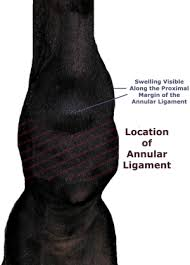 Swelling Visible
Along the Proximal
Margin of the
Annular Ligament
Location
of
Annular
Ligament